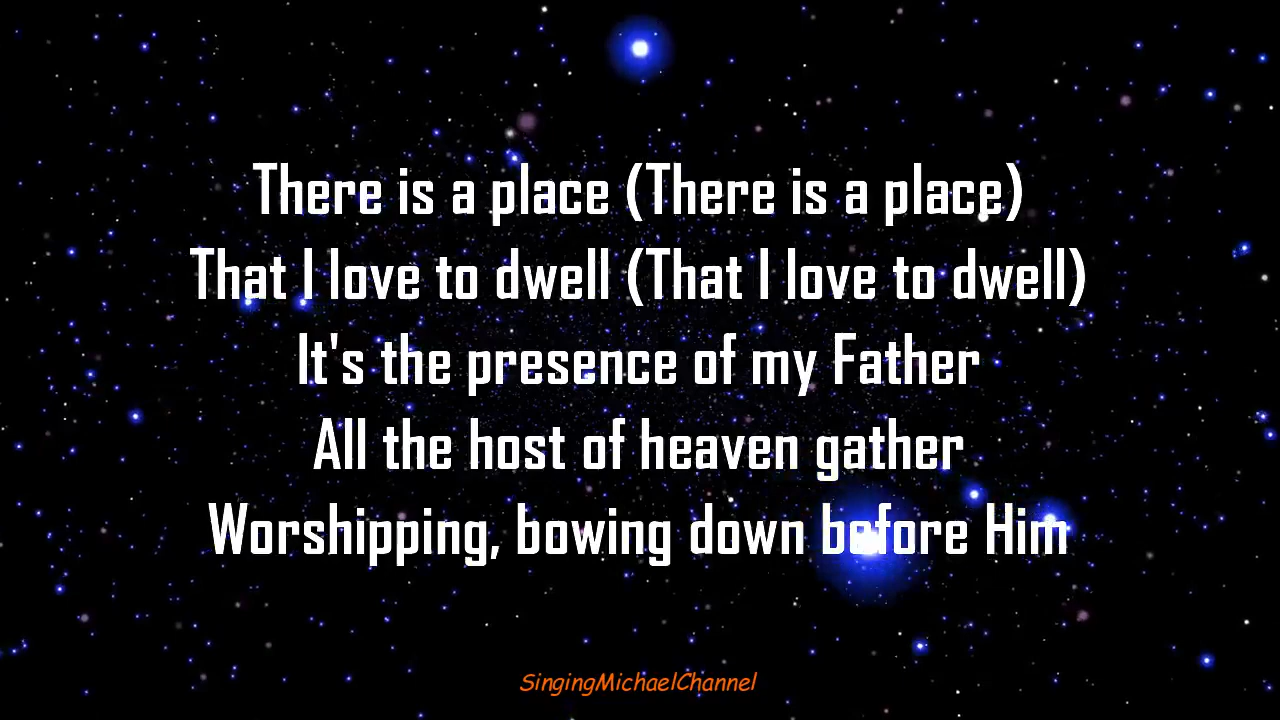 There is a place (There is a place)
That I love to dwell (That I love to dwell)
It's the presence of my Father
All the host of heaven gather
Worshipping, bowing down before Him
SingingMichaelChannel